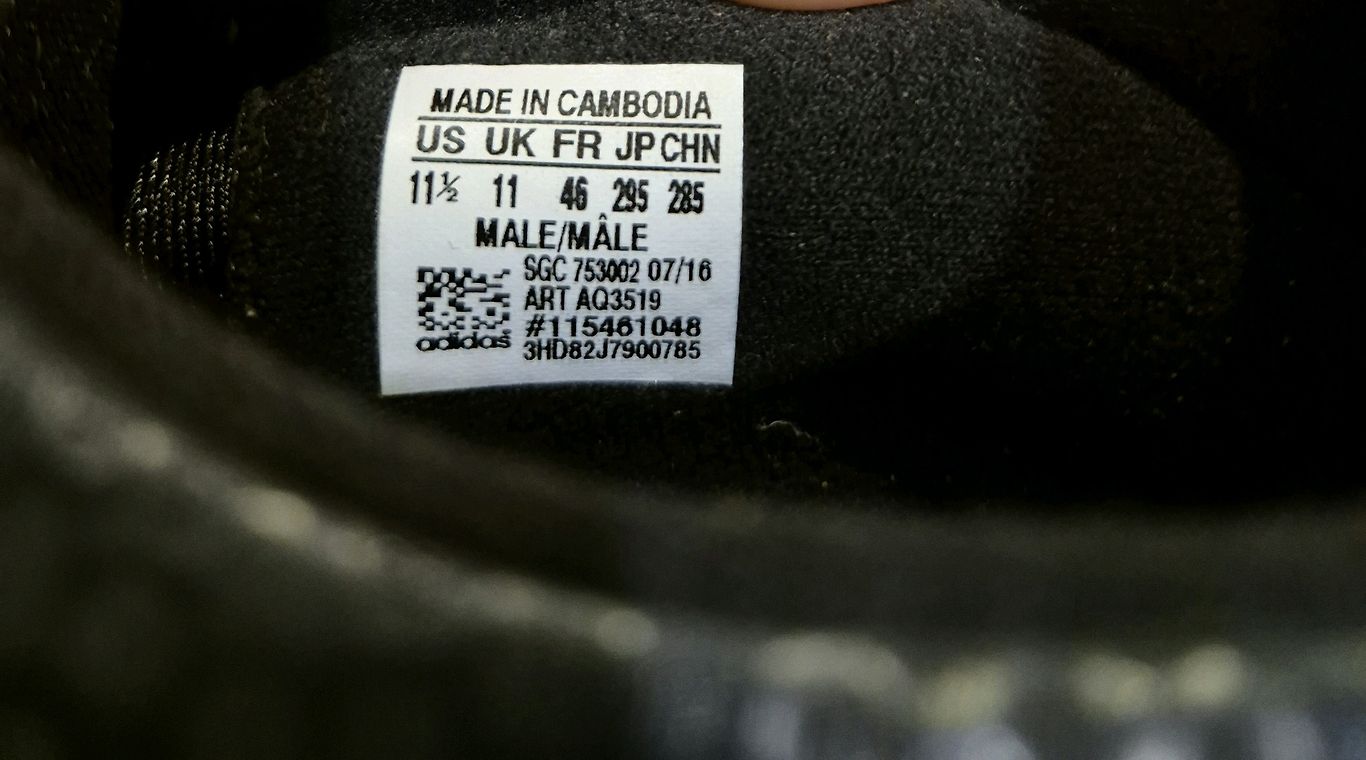 MADE IN CAMBODIA
US UK FR JP CHN
11½ 11 46 295 285
MALE/MÂLE
SGC 753002 07/16
ART AQ3519
#115461048
adidas 3HD82J7900785